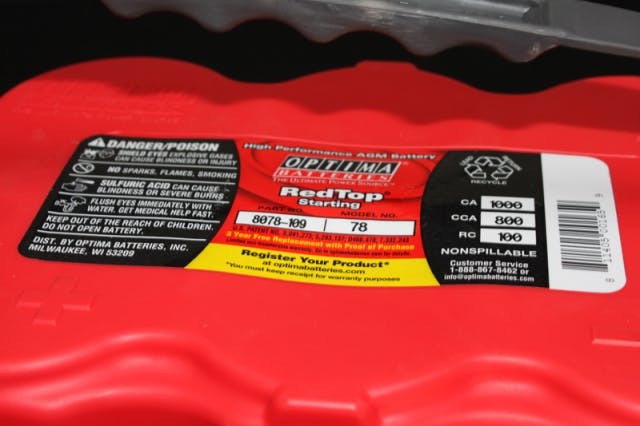 DANGER/POISON
SHIELD EYES EXPLOSIVE GASES
CAN CAUSE BLINDNESS OR INJURY
NO SPARKS, FLAMES, SMOKING
SULFURIC ACID CAN CAUSE
BLINDNESS OR SEVERE BURNS
FLUSH EYES IMMEDIATELY WITH
WATER. GET MEDICAL HELP FAST.
KEEP OUT OF THE REACH OF CHILDREN.
DO NOT OPEN BATTERY.
DIST. BY OPTIMA BATTERIES, INC.
MILWAUKEE, WI 53209
High Performance AGM Battery
OPTIMA
BATTERIES
THE ULTIMATE POWER SOURCE
RedTop
Starting
PART NO. MODEL NO.
8078-109 78
3 Year Free Replacement with Proof of Purchase
Register Your Product*
at optimabatteries.com
*You must keep receipt for warranty purposes
LEAD
RECYCLE
CA 1000
CCA 800
RC 100
NONSPILLABLE
Customer Service
1-888-867-8462 or
info@optimabatteries.com